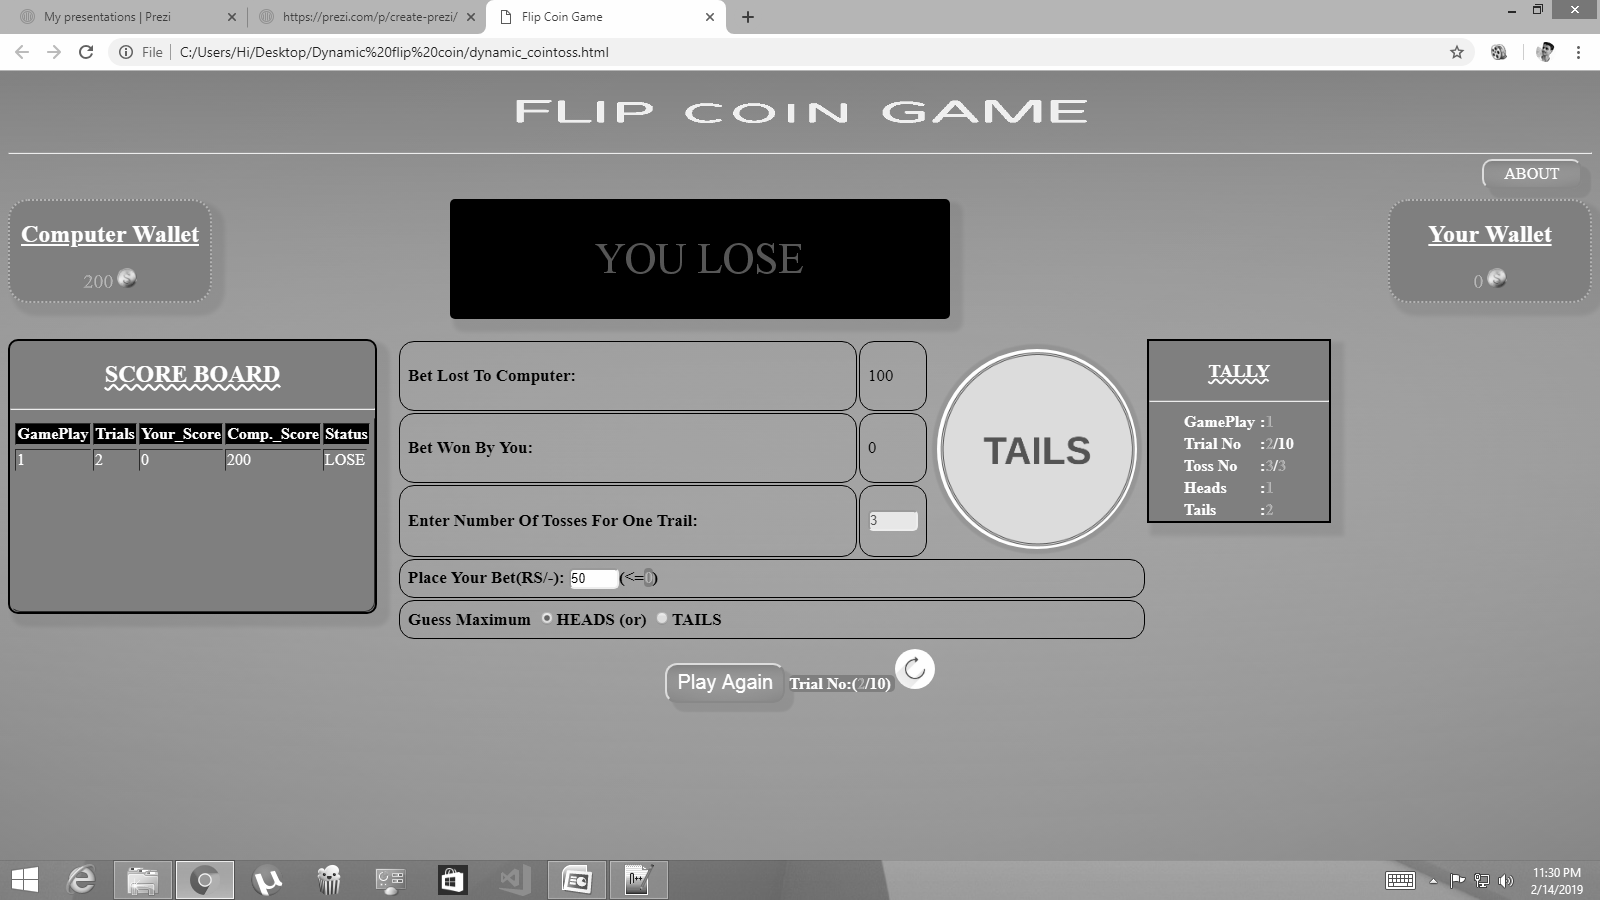 My presentations | Prezi
https://prezi.com/p/create-prezi/
Flip Coin Game
File
C:/Users/Hi/Desktop/Dynamic%20flip%20coin/dynamic_cointoss.html
FLIP COIN GAME
ABOUT
Computer Wallet
200
YOU LOSE
Your Wallet
0
SCORE BOARD
GamePlay Trials Your_Score Comp._Score Status
1 2 0 200 LOSE
Bet Lost To Computer: 100
Bet Won By You: 0
Enter Number Of Tosses For One Trail: 3
Place Your Bet(RS/-): 50 (<=0)
Guess Maximum HEADS (or) TAILS
TAILS
TALLY
GamePlay :1
Trial No :2/10
Toss No :3/3
Heads :1
Tails :2
Play Again Trial No:(2/10)
11:30 PM
2/14/2019